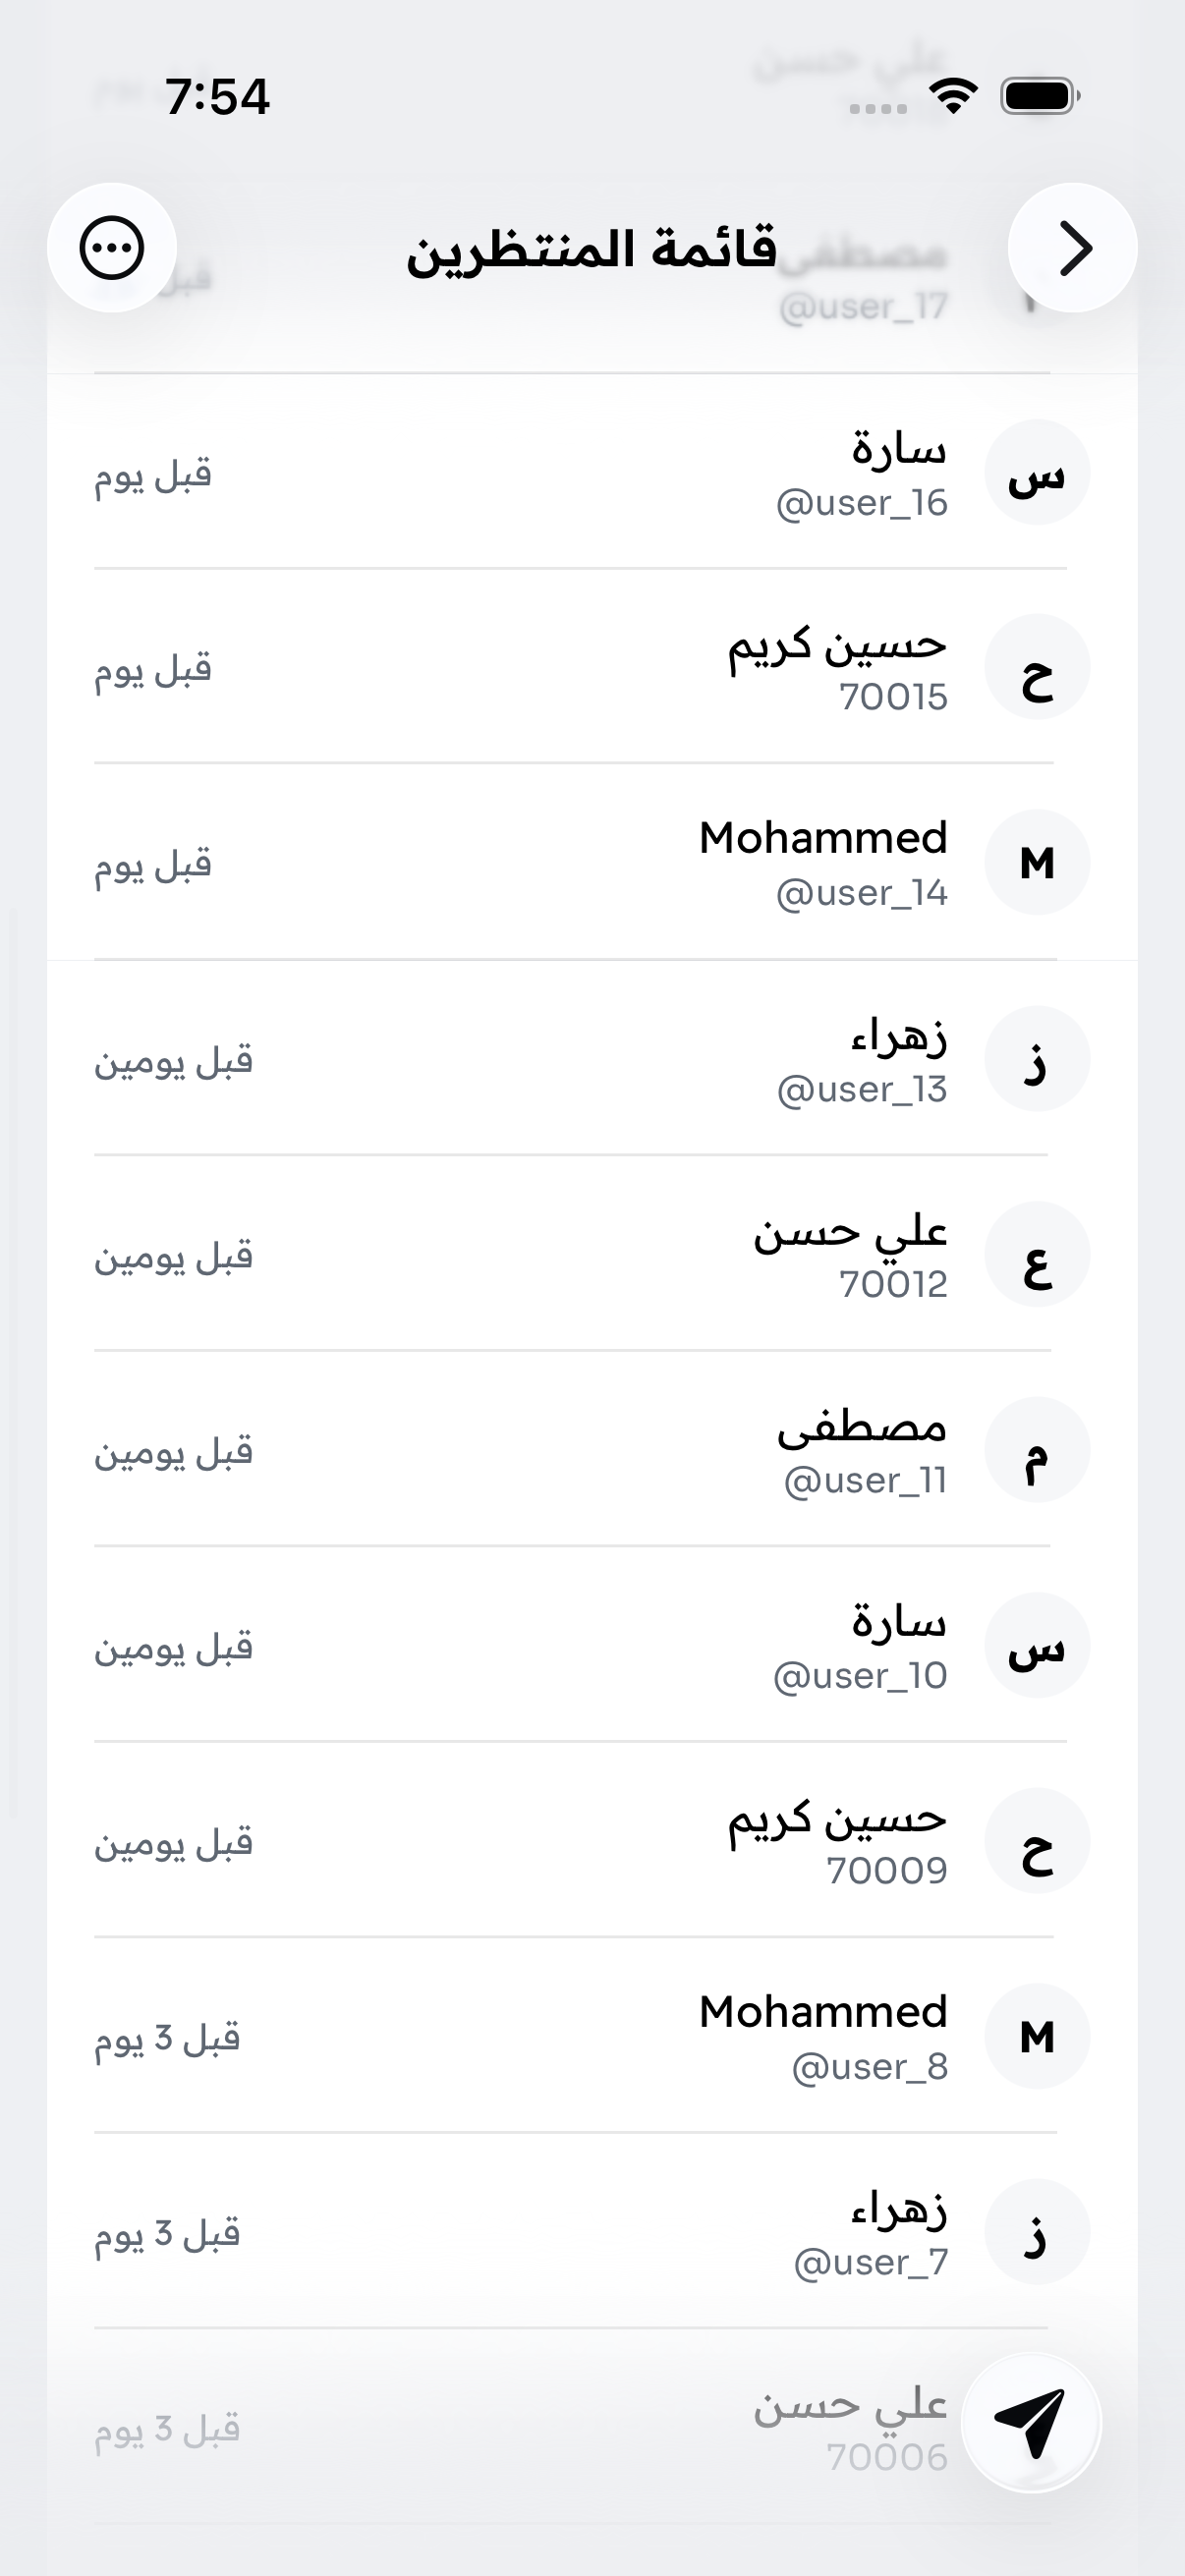 7:54
قائمة المنتظرين
مصطفى
@user_17
س
سارة
@user_16
قبل يوم
ح
حسين كريم
70015
قبل يوم
M
Mohammed
@user_14
قبل يوم
ز
زهراء
@user_13
قبل يومين
ع
علي حسن
70012
قبل يومين
م
مصطفى
@user_11
قبل يومين
س
سارة
@user_10
قبل يومين
ح
حسين كريم
70009
قبل يومين
M
Mohammed
@user_8
قبل 3 يوم
ز
زهراء
@user_7
قبل 3 يوم
علي حسن
70006
قبل 3 يوم